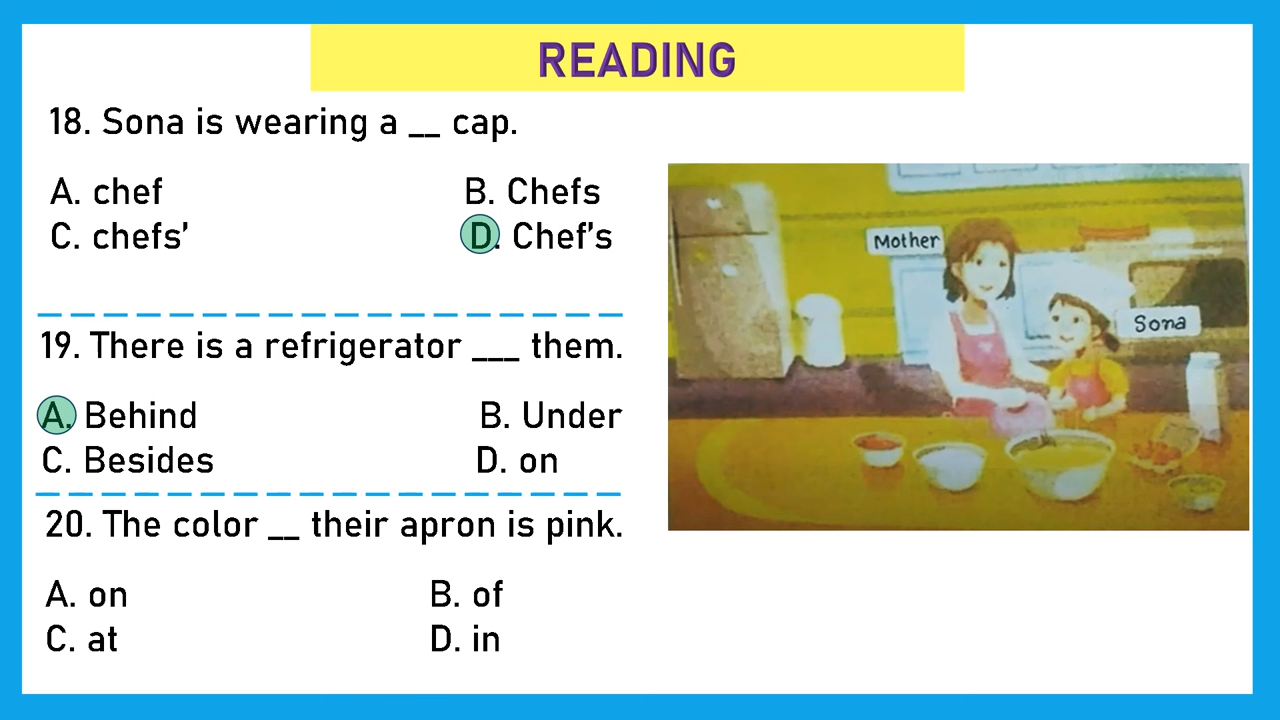 READING
18. Sona is wearing a __ cap.
A. chef B. Chefs
C. chefs’ D. Chef’s
Mother
Sona
19. There is a refrigerator ___ them.
A. Behind B. Under
C. Besides D. on
20. The color __ their apron is pink.
A. on B. of
C. at D. in